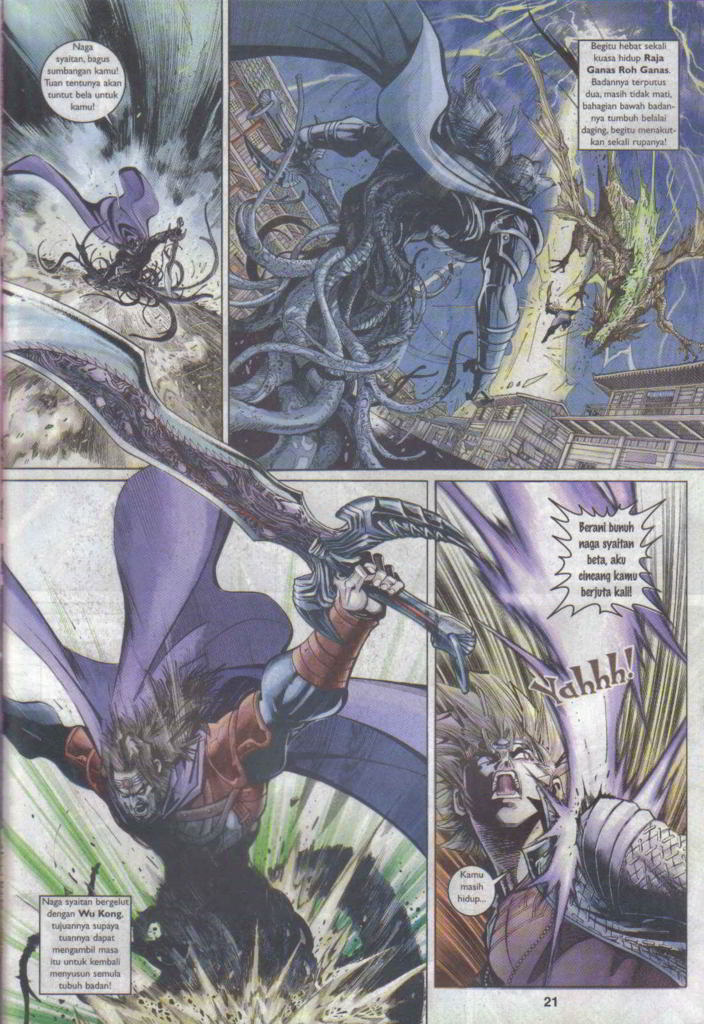 Naga
syaitan, bagus
sumbangan kamu!
Tuan tentunya akan
tuntut bela untuk
kamu!
Begitu hebat sekali
kuasa hidup Raja
Ganas Roh Ganas.
Badannya terputus
dua, masih tidak mati,
bahagian bawah badan-
nya tumbuh belalai
daging, begitu menakut-
kan sekali rupanya!
Naga syaitan bergelut
dengan Wu Kong,
tujuannya supaya
tuannya dapat
mengambil masa
itu untuk kembali
menyusun semula
tubuh badan!
Berani bunuh
naga syaitan
beta, aku
cincang kamu
berjuta kali!
Yahhh!
Kamu
masih
hidup...
21